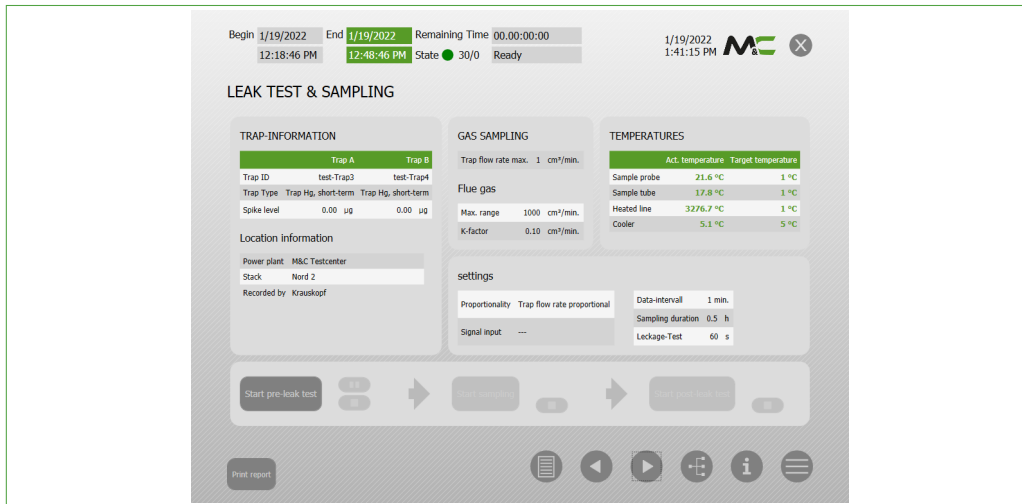 Begin 1/19/2022 End 1/19/2022 Remaining Time 00.00:00:00
12:18:46 PM 12:48:46 PM State 30/0 Ready
1/19/2022
1:41:15 PM M&C
LEAK TEST & SAMPLING
TRAP-INFORMATION
Trap A Trap B
Trap ID test-Trap3 test-Trap4
Trap Type Trap Hg, short-term Trap Hg, short-term
Spike level 0.00 µg 0.00 µg
Location information
Power plant M&C Testcenter
Stack Nord 2
Recorded by Krauskopf
GAS SAMPLING
Trap flow rate max. 1 cm³/min.
Flue gas
Max. range 1000 cm³/min.
K-factor 0.10 cm³/min.
TEMPERATURES
Act. temperature Target temperature
Sample probe 21.6 °C 1 °C
Sample tube 17.8 °C 1 °C
Heated line 3276.7 °C 1 °C
Cooler 5.1 °C 5 °C
settings
Proportionality Trap flow rate proportional
Signal input ---
Data-intervall 1 min.
Sampling duration 0.5 h
Leckage-Test 60 s
Start pre-leak test
Start sampling
Start post-leak test
Print report